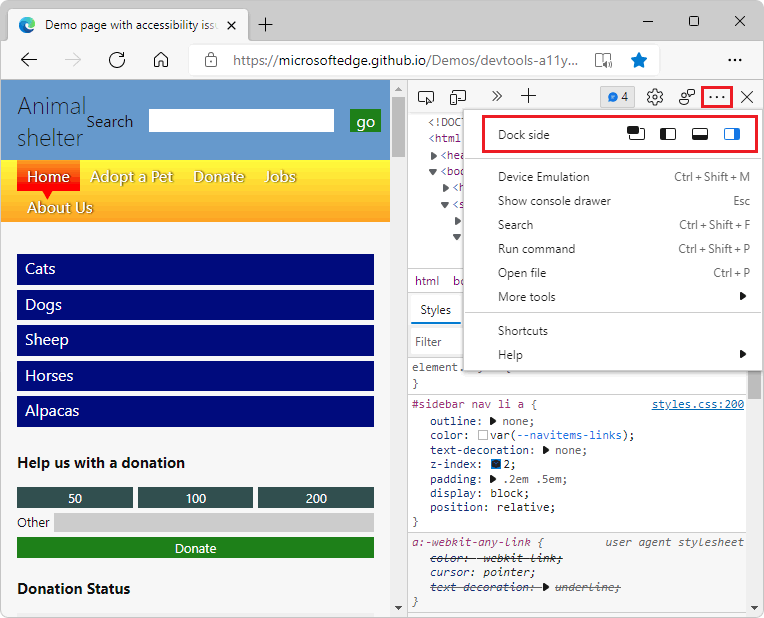 Demo page with accessibility iss
https://microsoftedge.github.io/Demos/devtools-a11y...
Animal
shelter
Search
go
Home
Adopt a Pet
Donate
Jobs
About Us
Cats
Dogs
Sheep
Horses
Alpacas
Help us with a donation
50 100 200
Other
Donate
Donation Status
4
<!DOCT
<html
<hea
<bo
<h
<s
html bo
Styles
Filter
Dock side
Device Emulation Ctrl + Shift + M
Show console drawer Esc
Search Ctrl + Shift + F
Run command Ctrl + Shift + P
Open file Ctrl + P
More tools
Shortcuts
Help
element.
}
#sidebar nav li a { styles.css:200
outline: none;
color: var(--navitems-links);
text-decoration: none;
z-index: 2;
padding: .2em .5em;
display: block;
position: relative;
}
a:-webkit-any-link { user agent stylesheet
color: -webkit-link;
cursor: pointer;
text-decoration: underline;
}